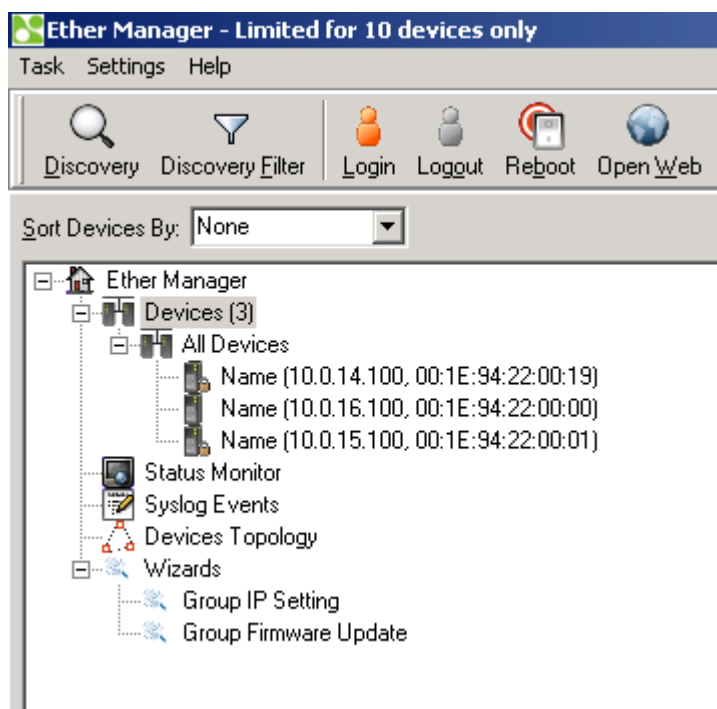 Ether Manager - Limited for 10 devices only
Task Settings Help
Discovery Discovery Filter Login Logout Reboot Open Web
Sort Devices By: None
Ether Manager
Devices (3)
All Devices
Name (10.0.14.100, 00:1E:94:22:00:19)
Name (10.0.16.100, 00:1E:94:22:00:00)
Name (10.0.15.100, 00:1E:94:22:00:01)
Status Monitor
Syslog Events
Devices Topology
Wizards
Group IP Setting
Group Firmware Update